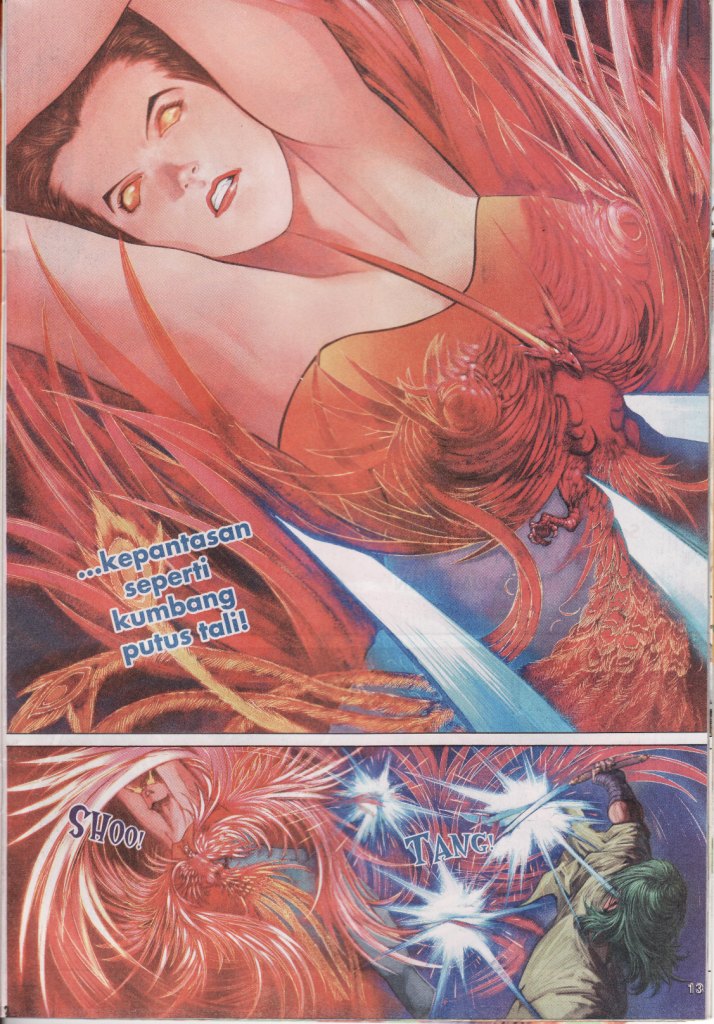 ...kepantasan
seperti
kumbang
putus tali!
SHOO!
TANG!
13